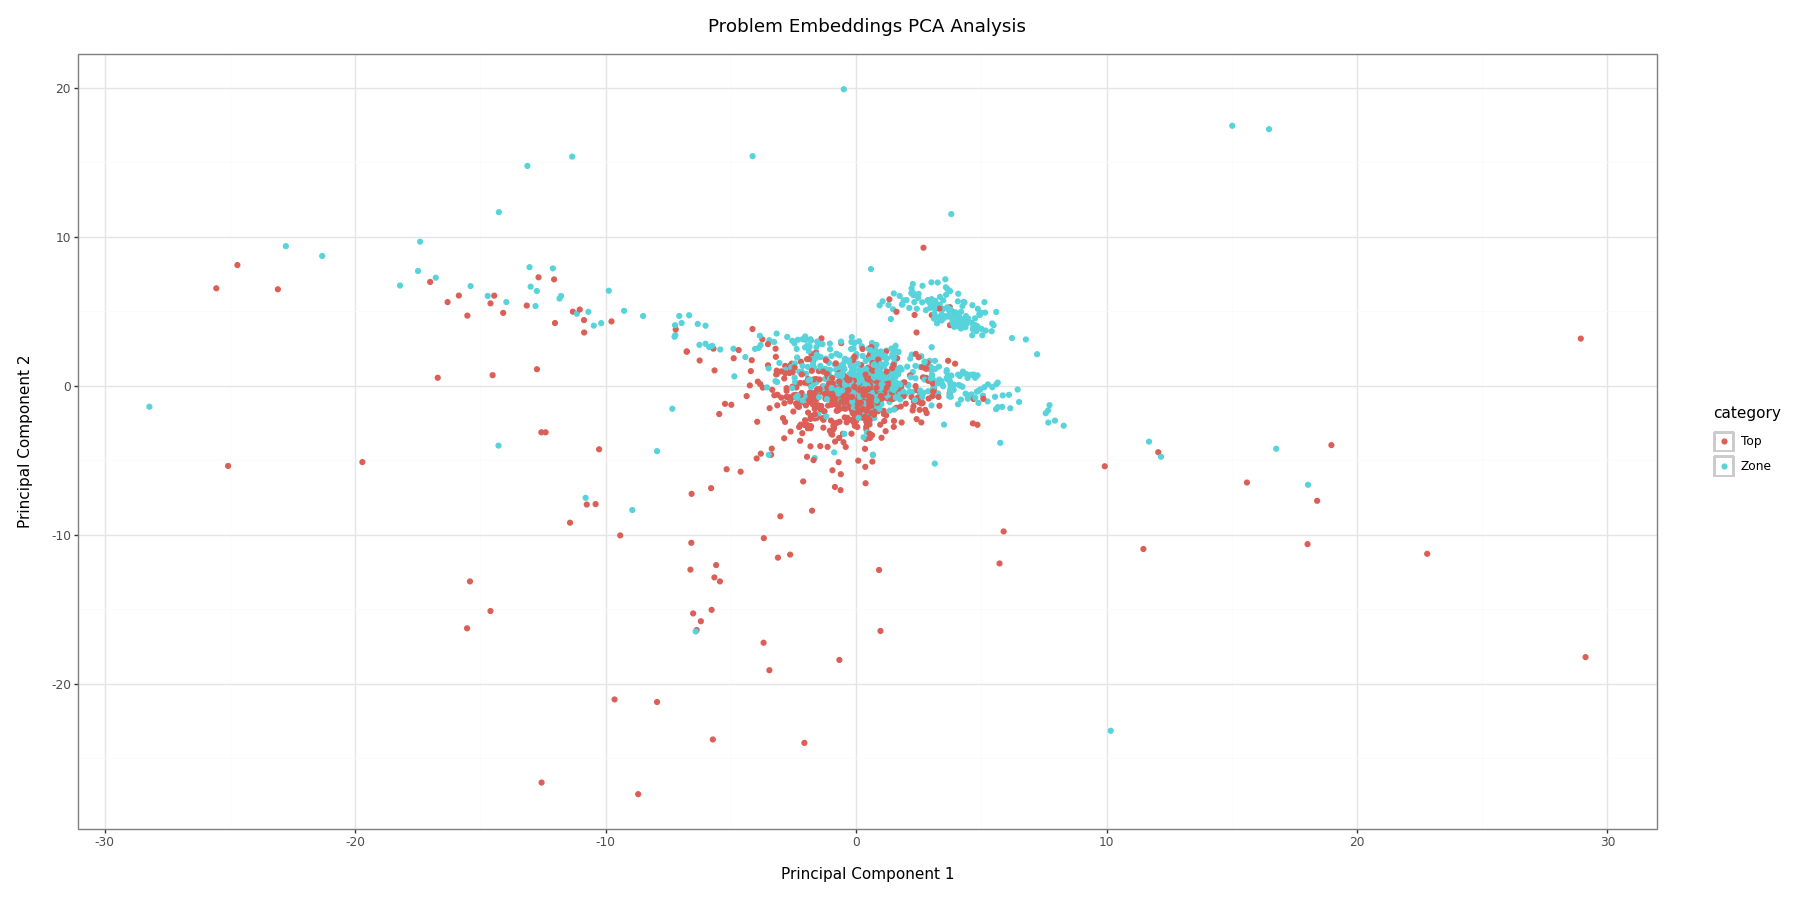 Problem Embeddings PCA Analysis
20
10
0
-10
-20
Principal Component 2
-30
-20
-10
0
10
20
30
Principal Component 1
category
Top
Zone